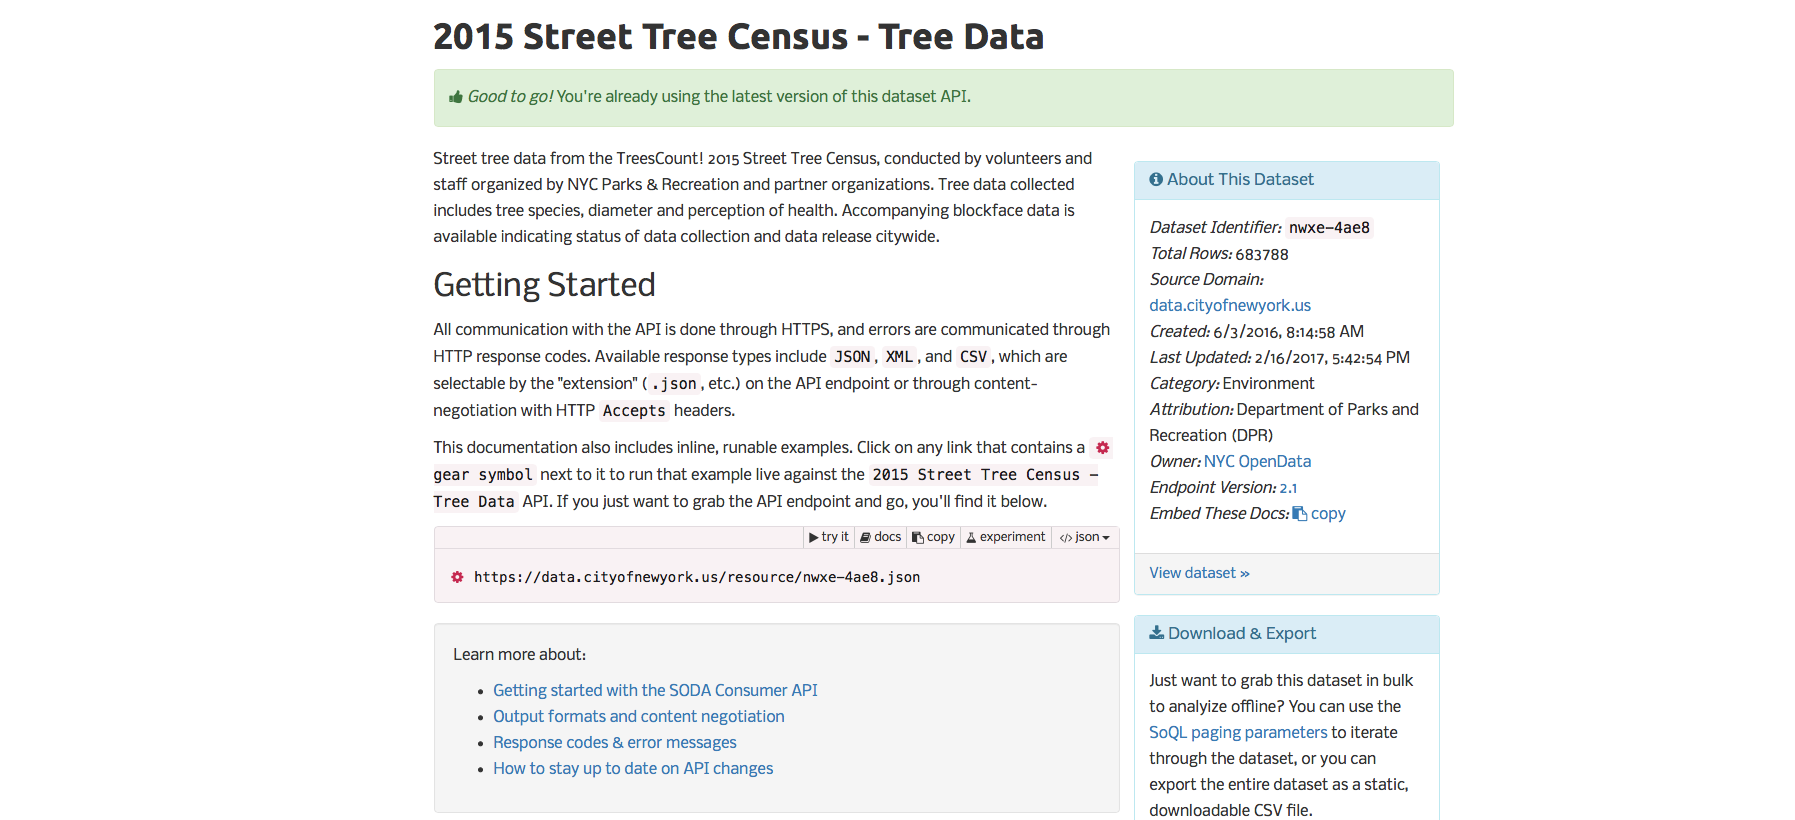 2015 Street Tree Census - Tree Data
Good to go! You're already using the latest version of this dataset API.
Street tree data from the TreesCount! 2015 Street Tree Census, conducted by volunteers and
staff organized by NYC Parks & Recreation and partner organizations. Tree data collected
includes tree species, diameter and perception of health. Accompanying blockface data is
available indicating status of data collection and data release citywide.
Getting Started
All communication with the API is done through HTTPS, and errors are communicated through
HTTP response codes. Available response types include JSON, XML, and CSV, which are
selectable by the "extension" (.json, etc.) on the API endpoint or through content-
negotiation with HTTP Accepts headers.
This documentation also includes inline, runable examples. Click on any link that contains a
gear symbol next to it to run that example live against the 2015 Street Tree Census -
Tree Data API. If you just want to grab the API endpoint and go, you'll find it below.
try it docs copy experiment </> json
https://data.cityofnewyork.us/resource/nwxe-4ae8.json
Learn more about:
• Getting started with the SODA Consumer API
• Output formats and content negotiation
• Response codes & error messages
• How to stay up to date on API changes
About This Dataset
Dataset Identifier: nwxe-4ae8
Total Rows: 683788
Source Domain:
data.cityofnewyork.us
Created: 6/3/2016, 8:14:58 AM
Last Updated: 2/16/2017, 5:42:54 PM
Category: Environment
Attribution: Department of Parks and
Recreation (DPR)
Owner: NYC OpenData
Endpoint Version: 2.1
Embed These Docs: copy
View dataset »
Download & Export
Just want to grab this dataset in bulk
to analyize offline? You can use the
SoQL paging parameters to iterate
through the dataset, or you can
export the entire dataset as a static,
downloadable CSV file.